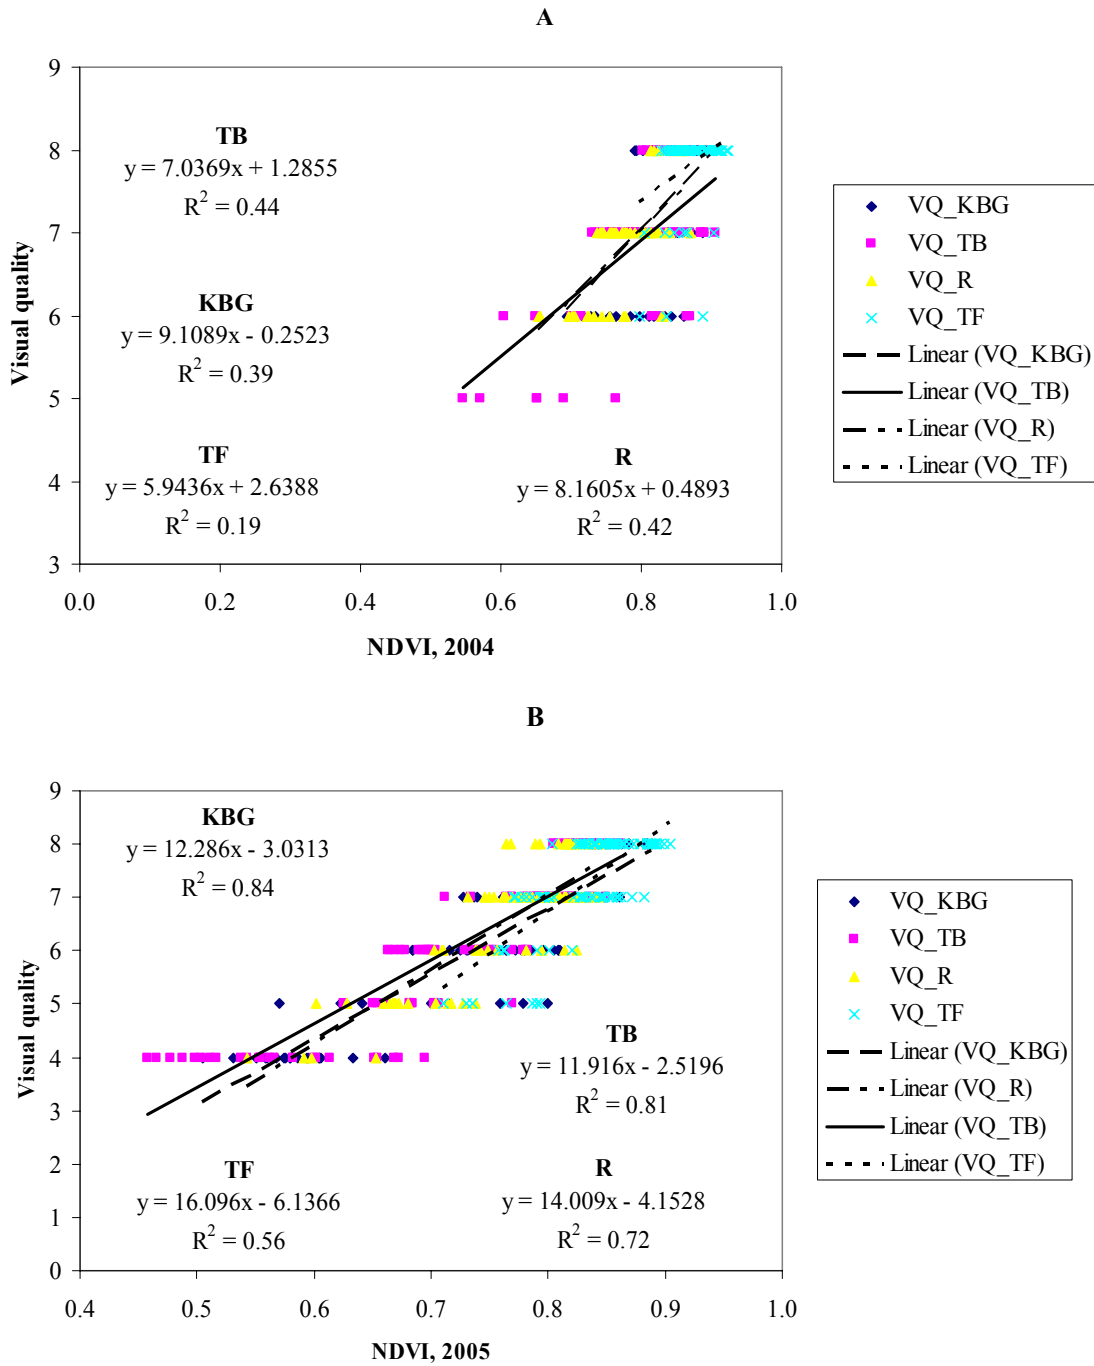 A
9
8
7
6
5
4
3
Visual quality
TB
y = 7.0369x + 1.2855
R² = 0.44
KBG
y = 9.1089x - 0.2523
R² = 0.39
TF
y = 5.9436x + 2.6388
R² = 0.19
R
y = 8.1605x + 0.4893
R² = 0.42
0.0 0.2 0.4 0.6 0.8 1.0
NDVI, 2004
VQ_KBG
VQ_TB
VQ_R
VQ_TF
Linear (VQ_KBG)
Linear (VQ_TB)
Linear (VQ_R)
Linear (VQ_TF)
B
9
8
7
6
5
4
3
2
1
0
Visual quality
KBG
y = 12.286x - 3.0313
R² = 0.84
TB
y = 11.916x - 2.5196
R² = 0.81
TF
y = 16.096x - 6.1366
R² = 0.56
R
y = 14.009x - 4.1528
R² = 0.72
0.4 0.5 0.6 0.7 0.8 0.9 1.0
NDVI, 2005
VQ_KBG
VQ_TB
VQ_R
VQ_TF
Linear (VQ_KBG)
Linear (VQ_R)
Linear (VQ_TB)
Linear (VQ_TF)